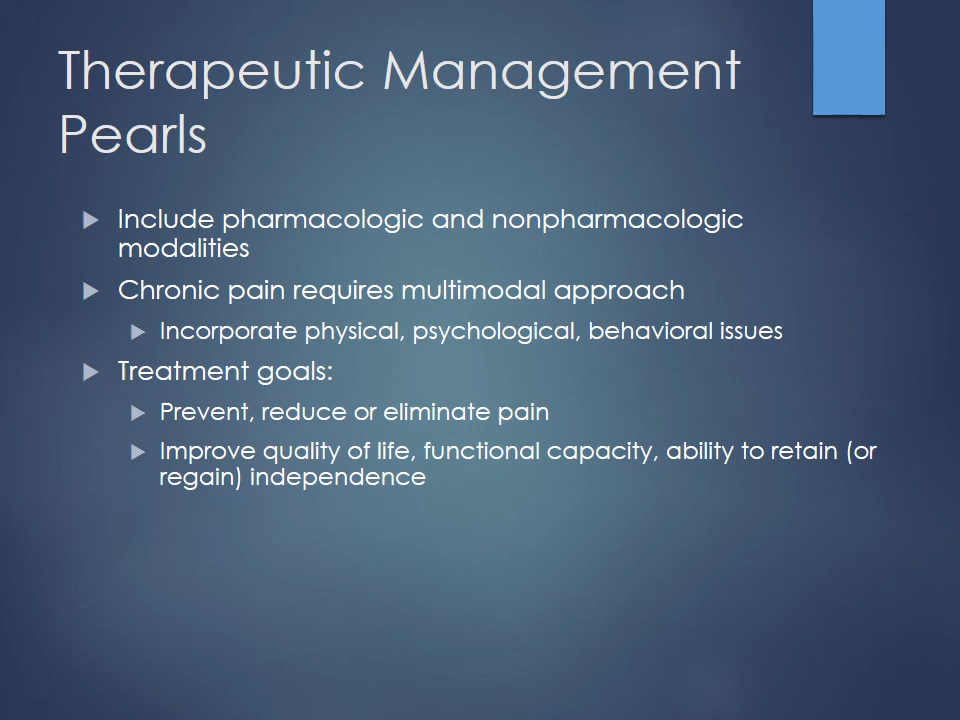 Therapeutic Management
Pearls
Include pharmacologic and nonpharmacologic
modalities
Chronic pain requires multimodal approach
Incorporate physical, psychological, behavioral issues
Treatment goals:
Prevent, reduce or eliminate pain
Improve quality of life, functional capacity, ability to retain (or
regain) independence